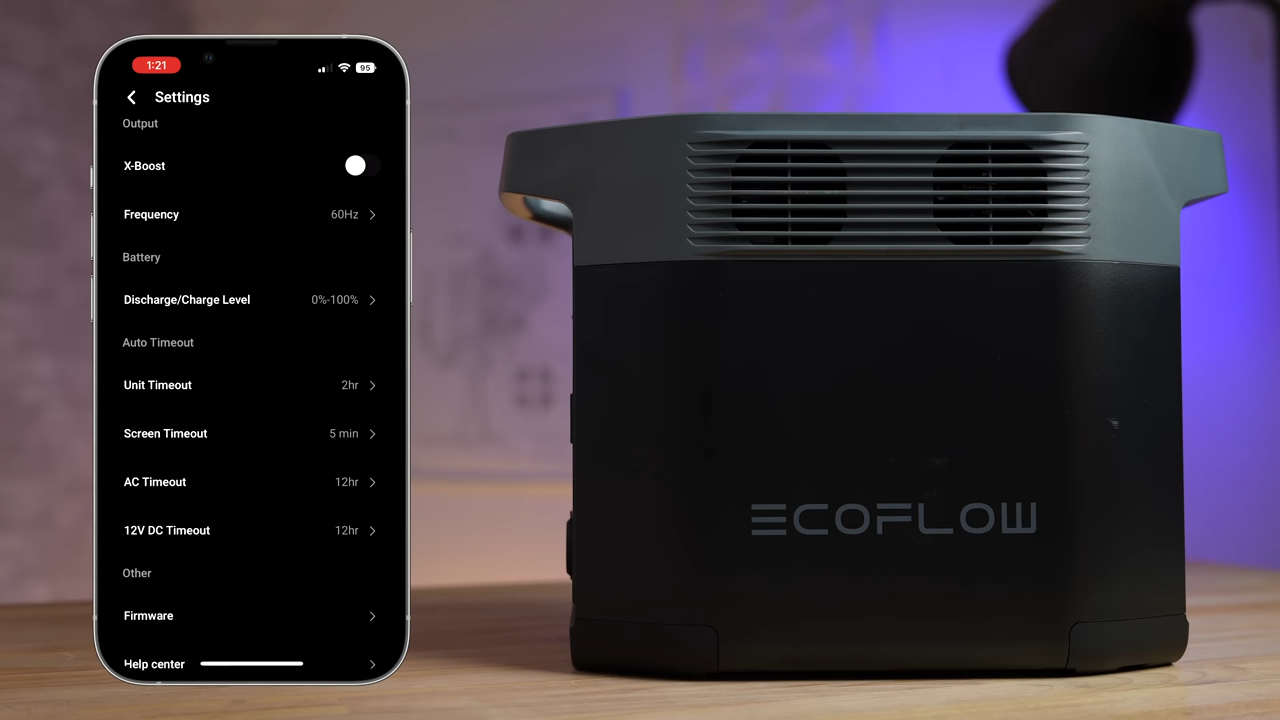 1:21
95
Settings
Output
X-Boost
Frequency 60Hz
Battery
Discharge/Charge Level 0%-100%
Auto Timeout
Unit Timeout 2hr
Screen Timeout 5 min
AC Timeout 12hr
12V DC Timeout 12hr
Other
Firmware
Help center
ECOFLOW